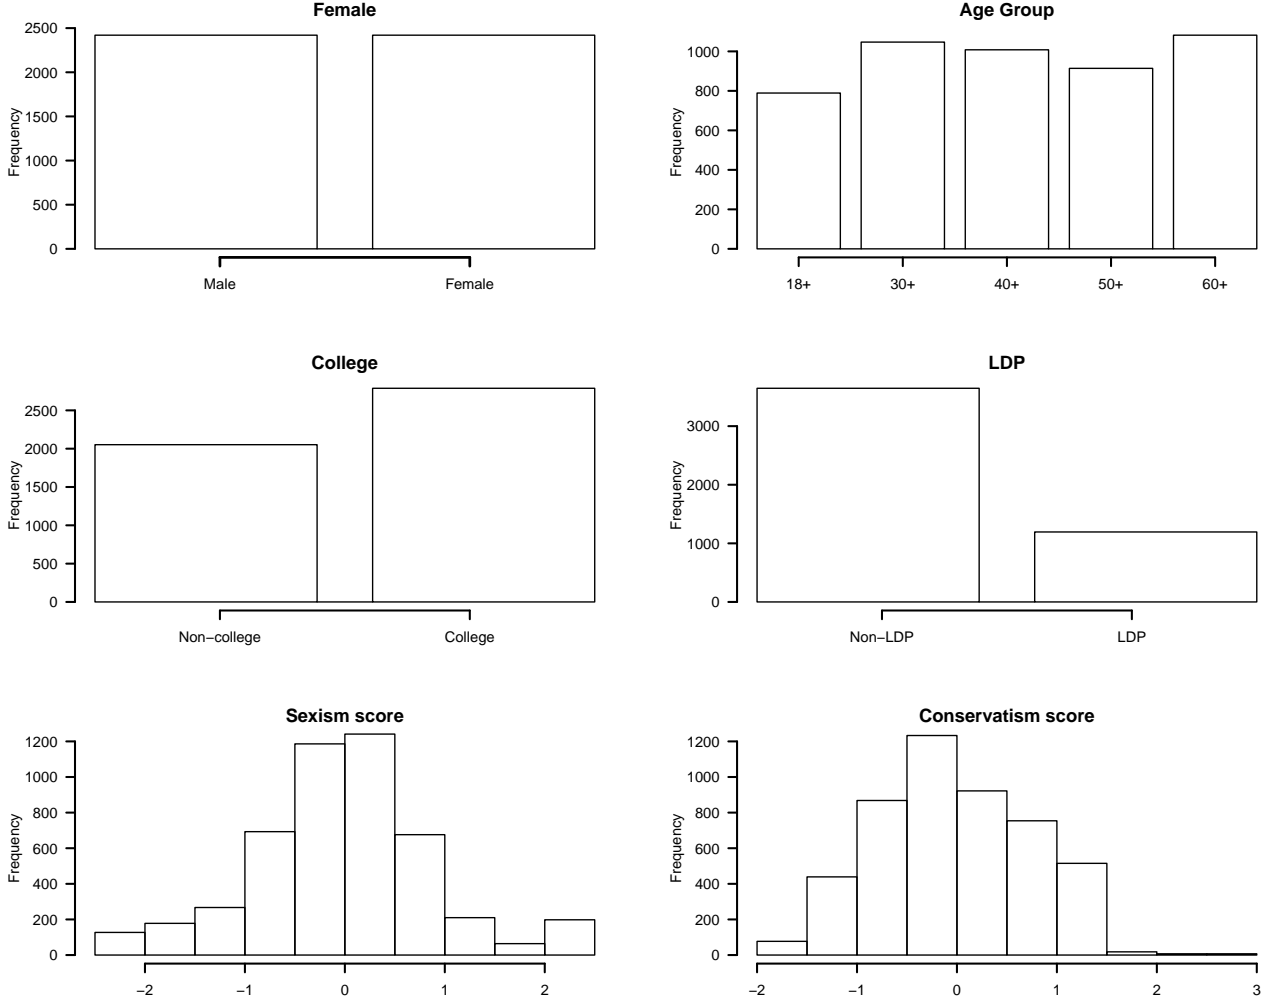 Female
Frequency
2500
2000
1500
1000
500
0
Male Female
Age Group
Frequency
1000
800
600
400
200
0
18+ 30+ 40+ 50+ 60+
College
Frequency
2500
2000
1500
1000
500
0
Non−college College
LDP
Frequency
3000
2000
1000
0
Non−LDP LDP
Sexism score
Frequency
1200
1000
800
600
400
200
0
−2 −1 0 1 2
Conservatism score
Frequency
1200
1000
800
600
400
200
0
−2 −1 0 1 2 3